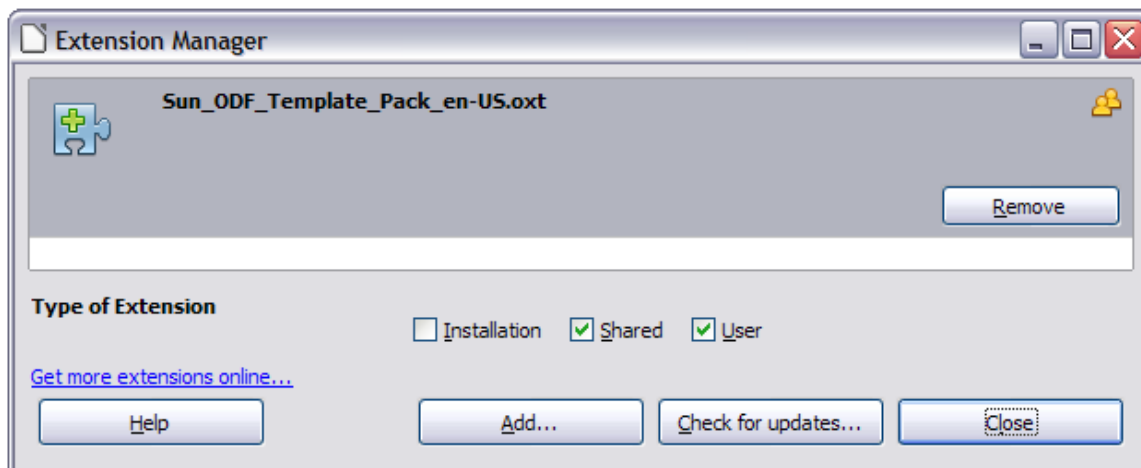 Extension Manager
Sun_ODF_Template_Pack_en-US.oxt
Remove
Type of Extension
Installation Shared User
Get more extensions online...
Help Add... Check for updates... Close